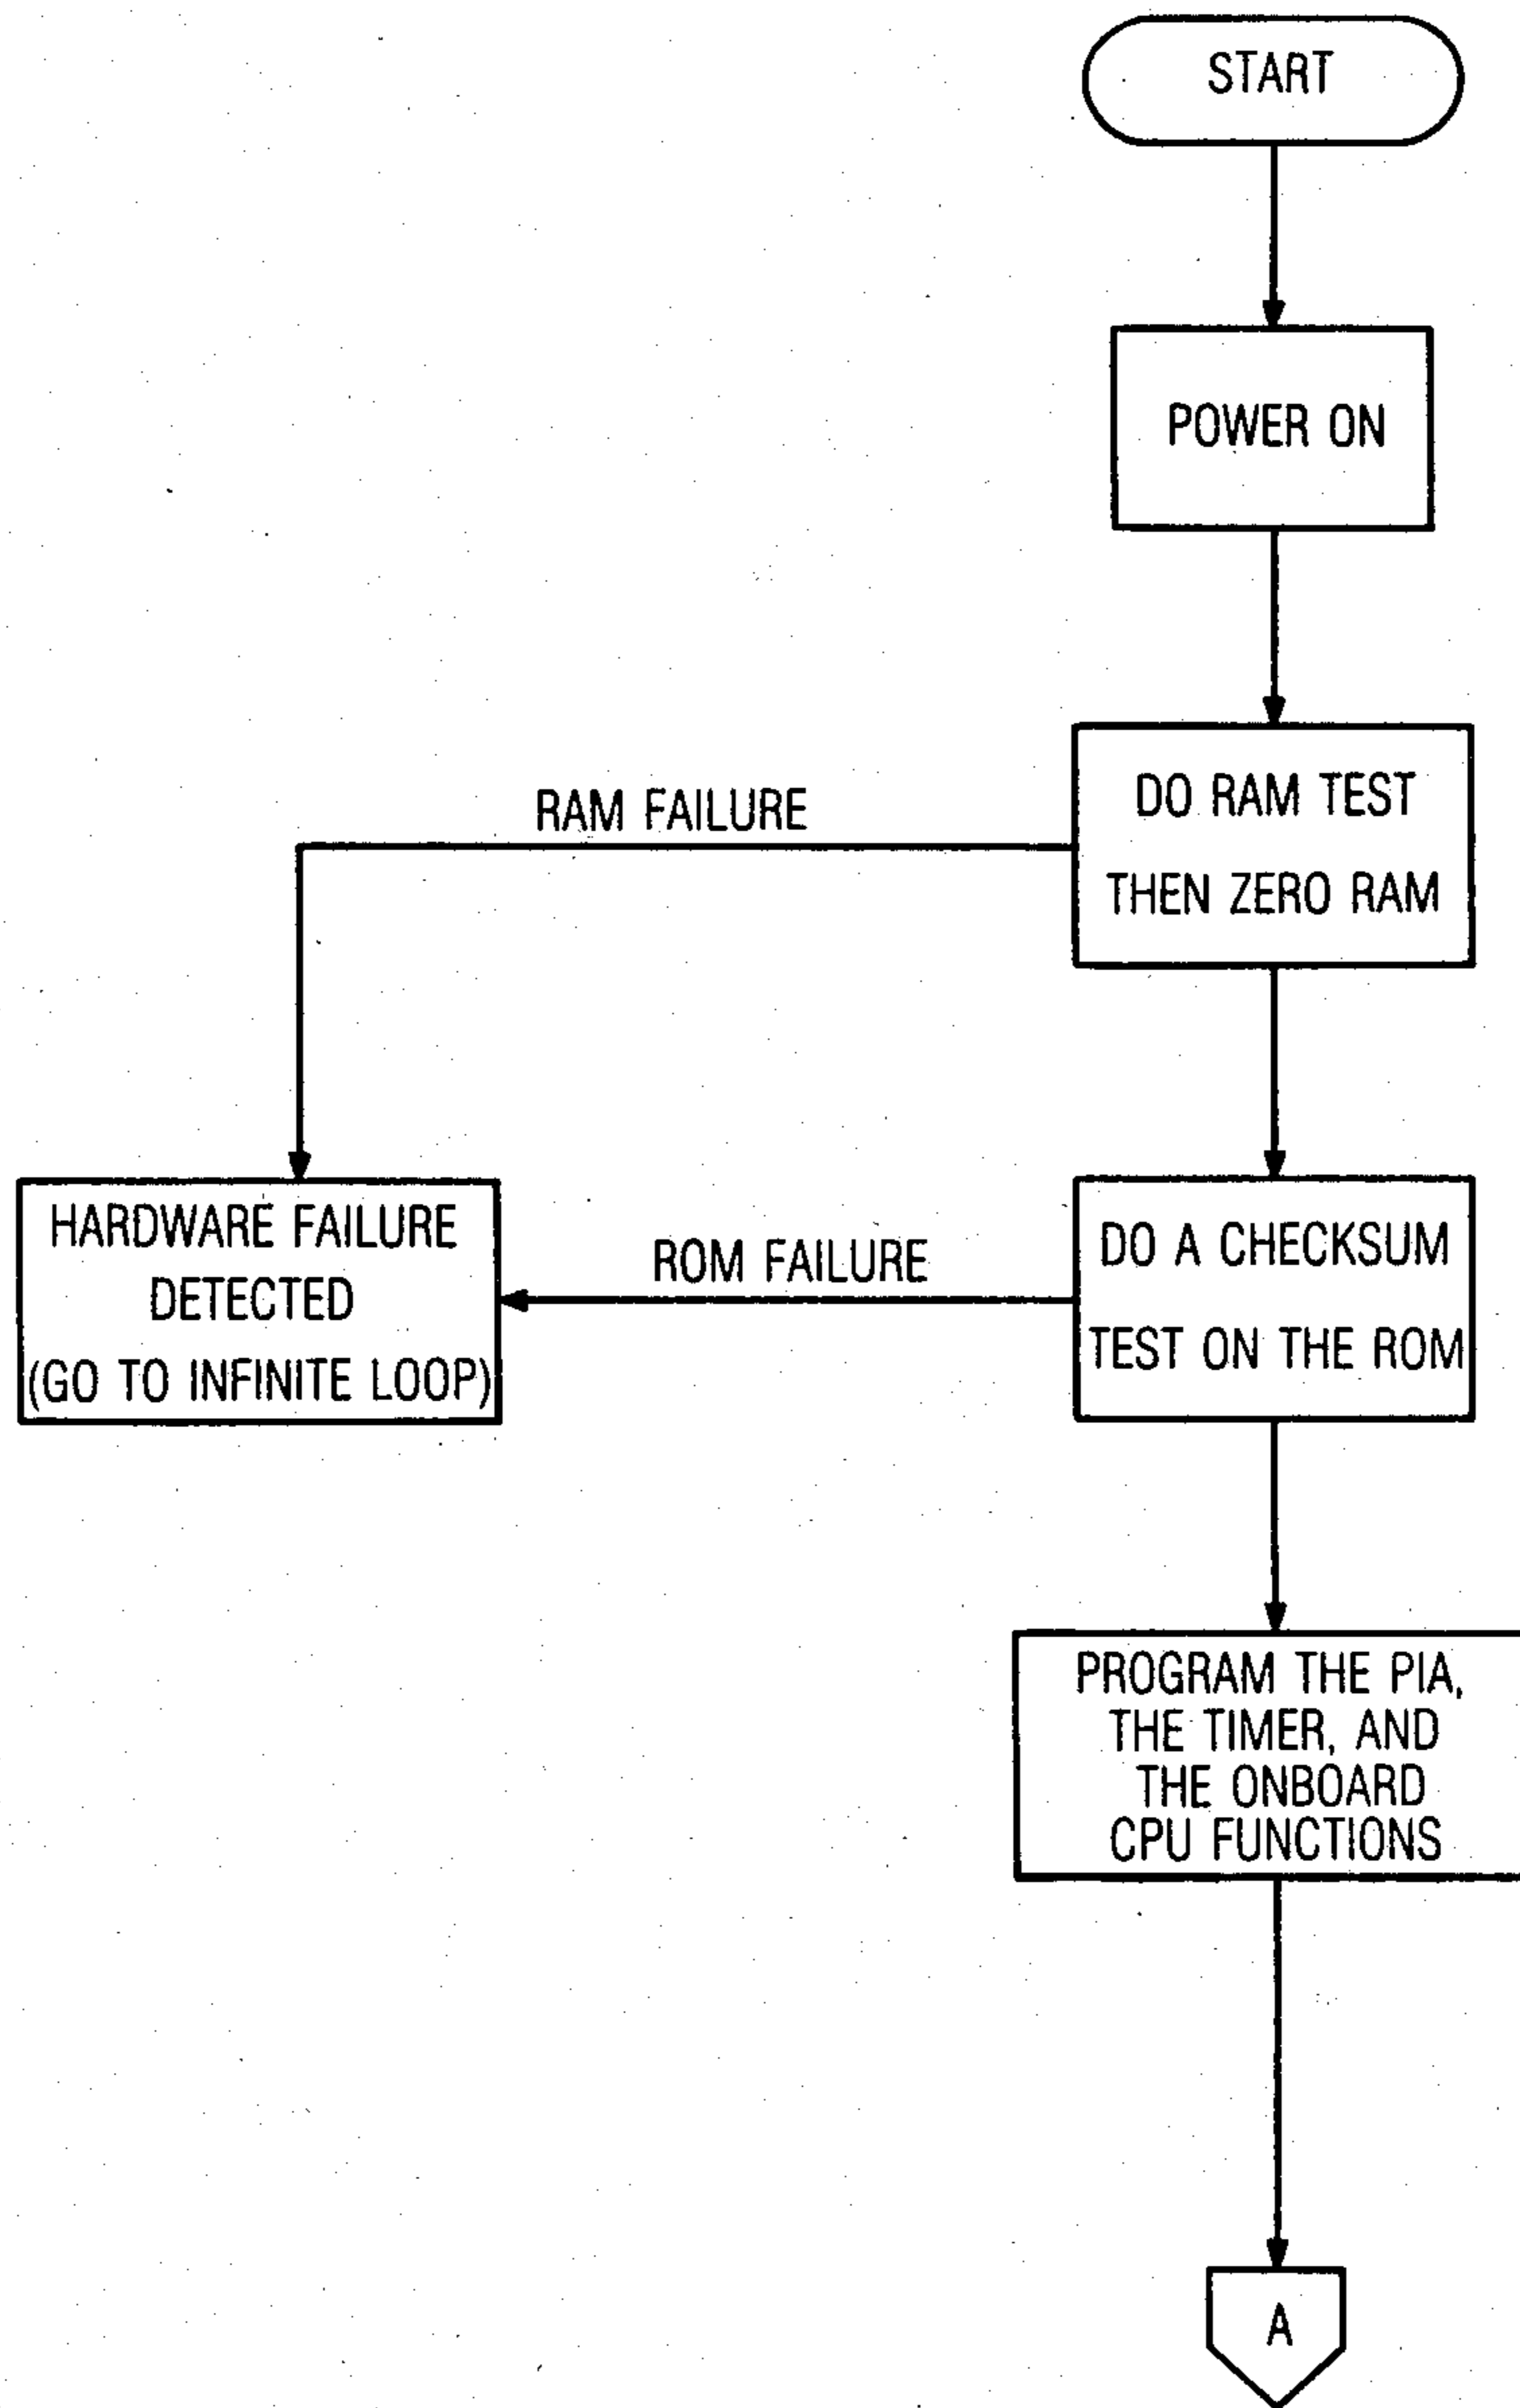 START
POWER ON
DO RAM TEST
THEN ZERO RAM
RAM FAILURE
DO A CHECKSUM
TEST ON THE ROM
ROM FAILURE
HARDWARE FAILURE
DETECTED
(GO TO INFINITE LOOP)
PROGRAM THE PIA,
THE TIMER, AND
THE ONBOARD
CPU FUNCTIONS
A